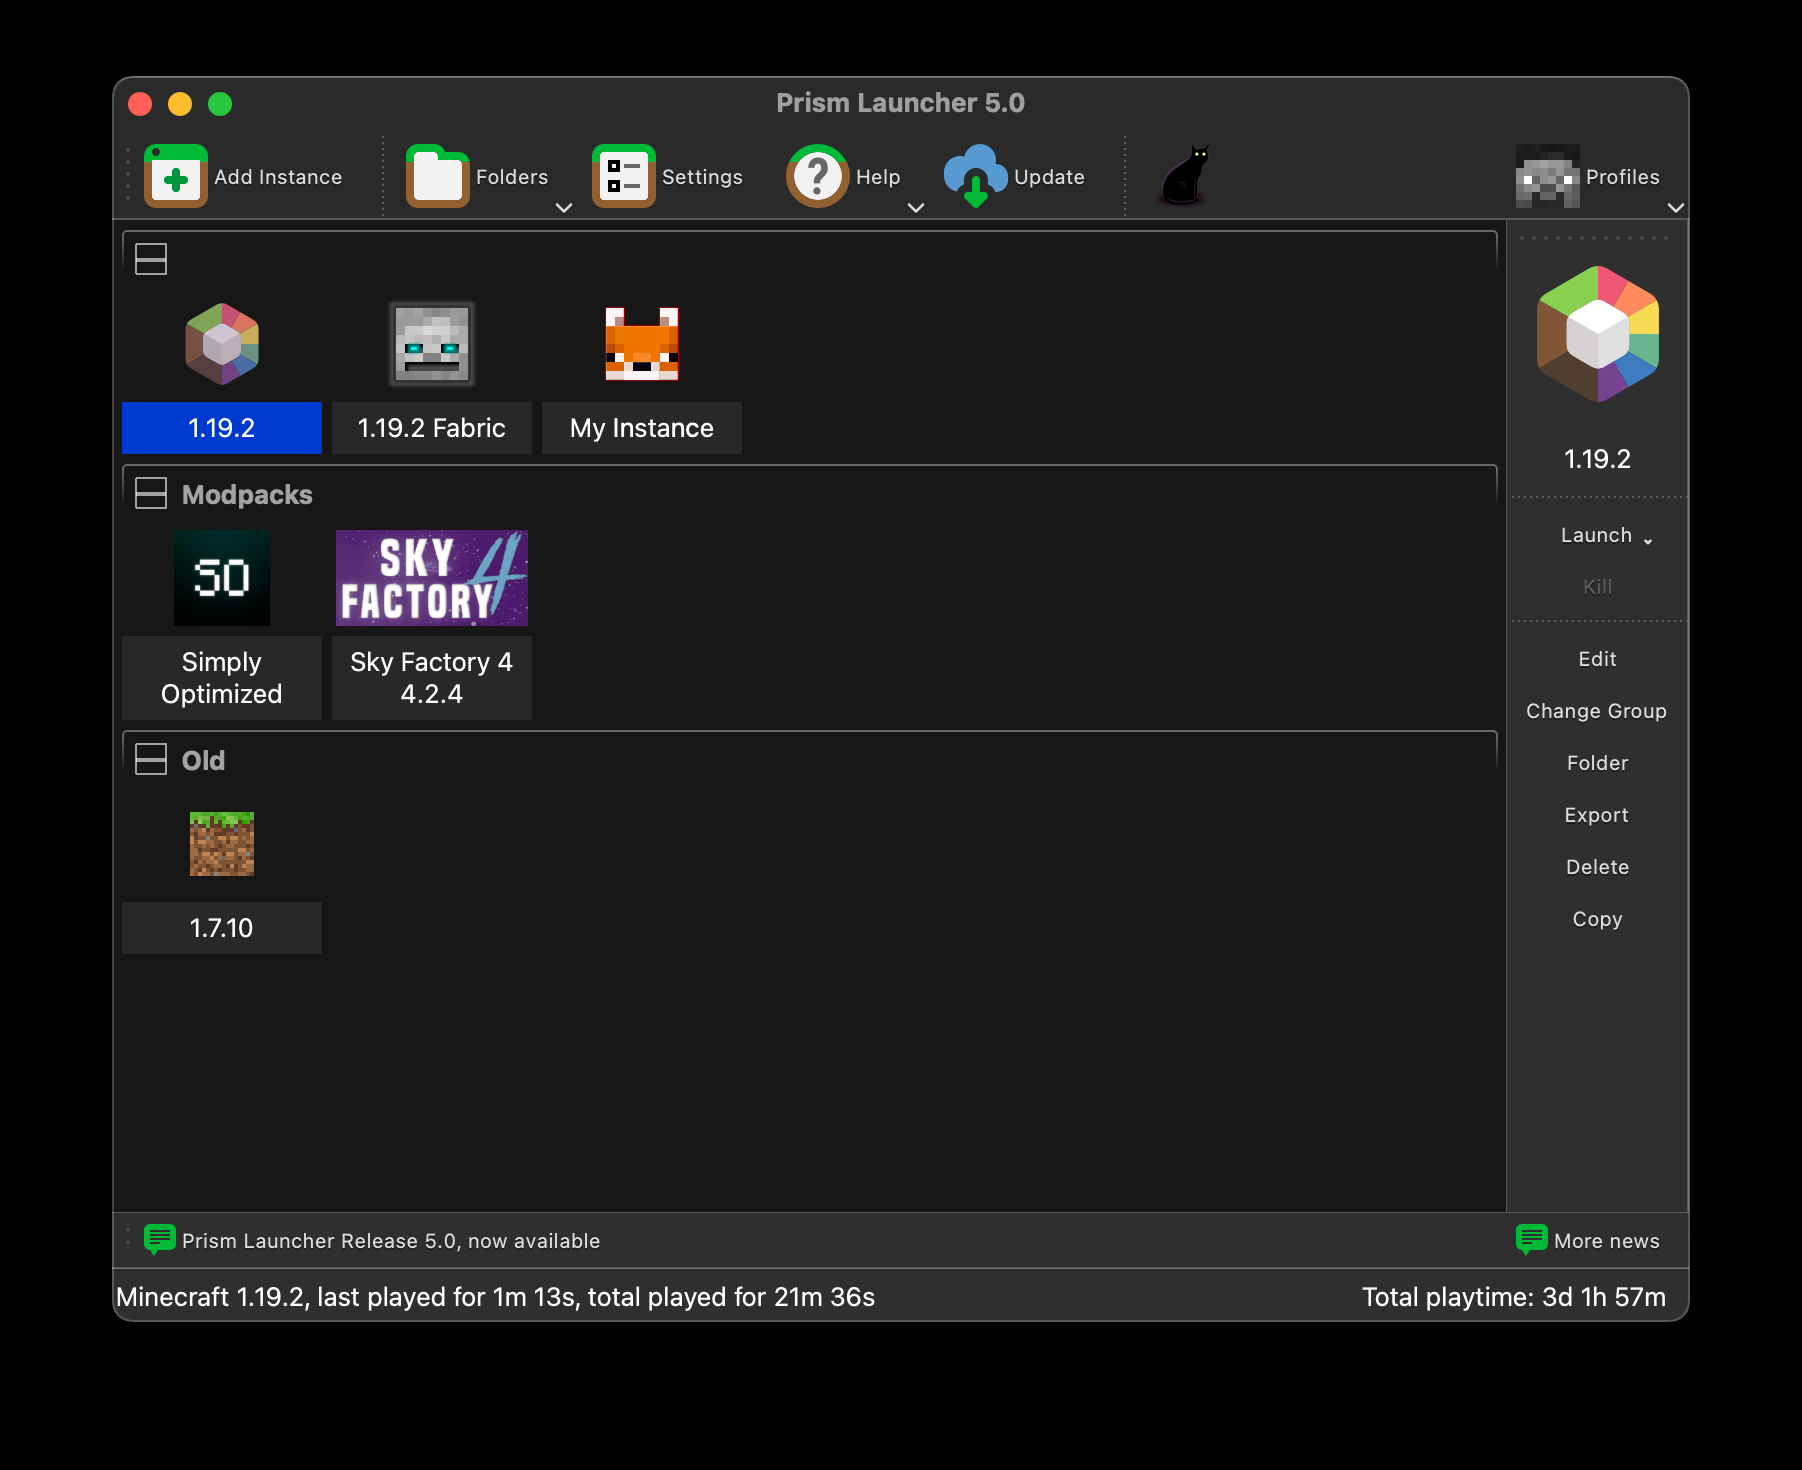 Prism Launcher 5.0
Add Instance
Folders
Settings
Help
Update
Profiles
1.19.2
1.19.2 Fabric
My Instance
Modpacks
SO
SKY
FACTORY 4
Simply
Optimized
Sky Factory 4
4.2.4
Old
1.7.10
1.19.2
Launch
Kill
Edit
Change Group
Folder
Export
Delete
Copy
Prism Launcher Release 5.0, now available
More news
Minecraft 1.19.2, last played for 1m 13s, total played for 21m 36s
Total playtime: 3d 1h 57m